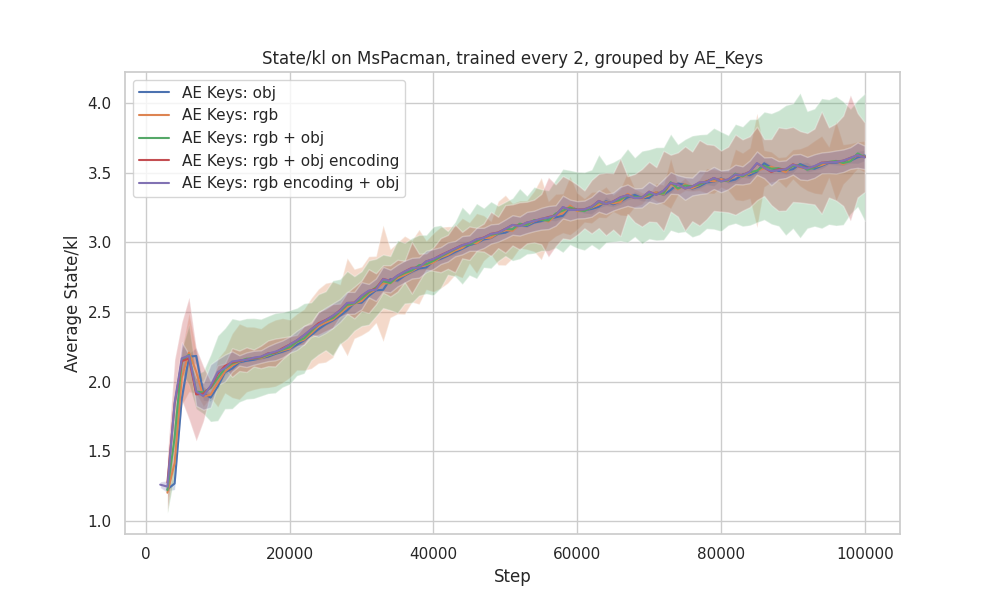 State/kl on MsPacman, trained every 2, grouped by AE_Keys
AE Keys: obj
AE Keys: rgb
AE Keys: rgb + obj
AE Keys: rgb + obj encoding
AE Keys: rgb encoding + obj
Average State/kl
4.0
3.5
3.0
2.5
2.0
1.5
1.0
0 20000 40000 60000 80000 100000
Step